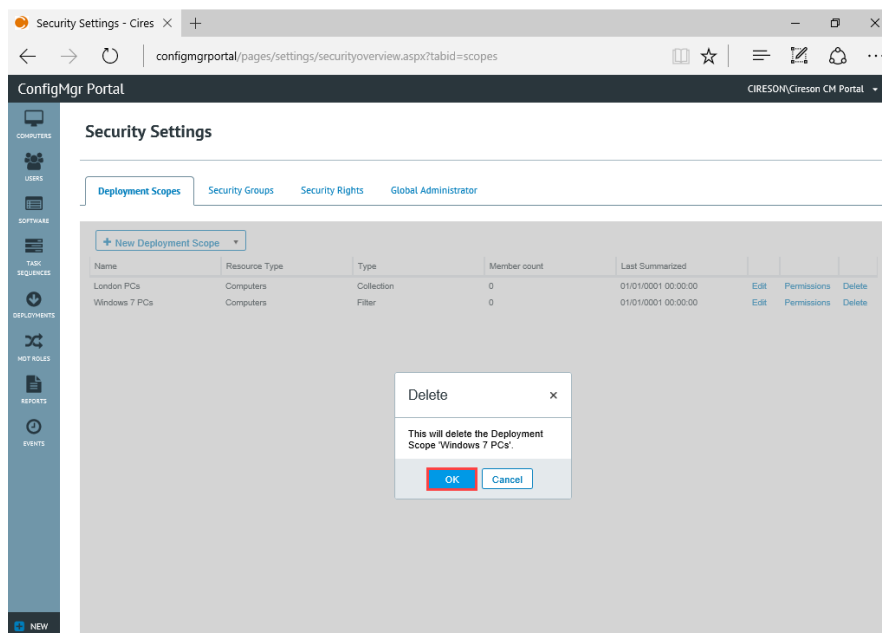 Security Settings - Cires
configmgrportal/pages/settings/securityoverview.aspx?tabid=scopes
ConfigMgr Portal
CIRESON\Cireson CM Portal
COMPUTERS
USERS
SOFTWARE
TASK
SEQUENCES
DEPLOYMENTS
MDT ROLES
REPORTS
EVENTS
NEW
Security Settings
Deployment Scopes Security Groups Security Rights Global Administrator
+ New Deployment Scope
Name Resource Type Type Member count Last Summarized
London PCs Computers Collection 0 01/01/0001 00:00:00 Edit Permissions Delete
Windows 7 PCs Computers Filter 0 01/01/0001 00:00:00 Edit Permissions Delete
Delete
This will delete the Deployment
Scope 'Windows 7 PCs'.
OK Cancel